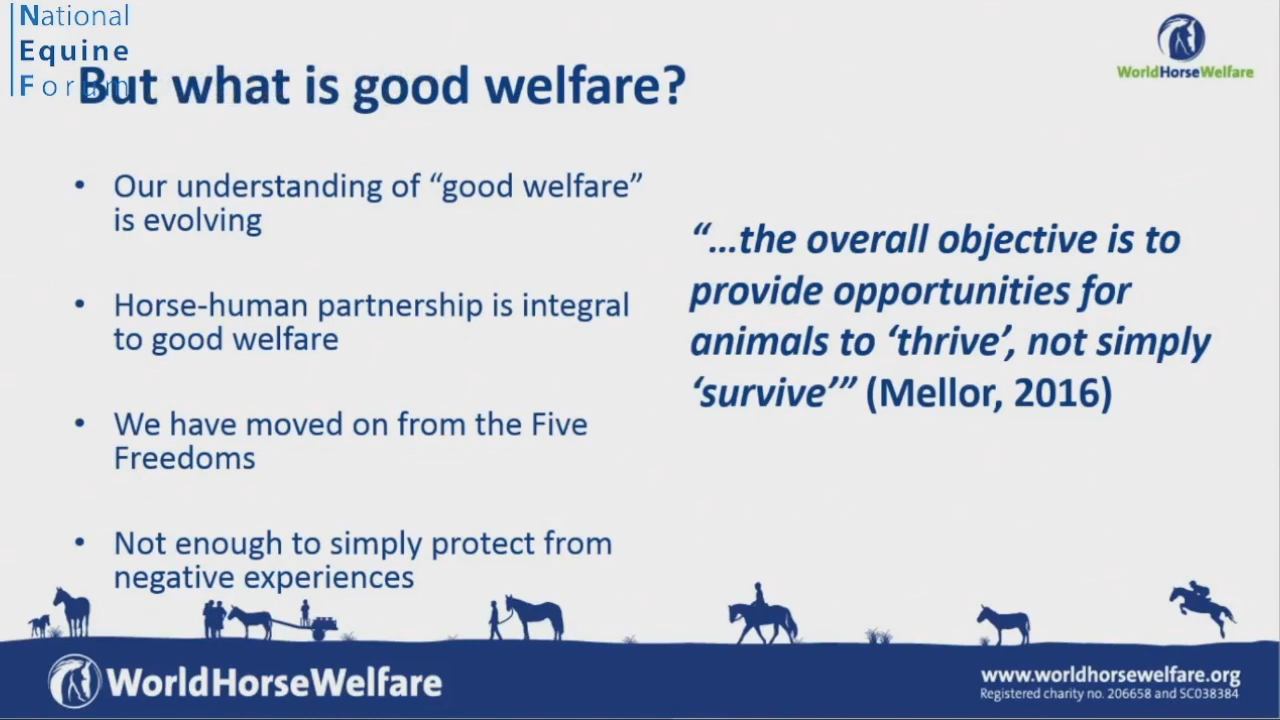 National
Equine
Forum
But what is good welfare?
WorldHorseWelfare
• Our understanding of “good welfare”
is evolving
• Horse-human partnership is integral
to good welfare
• We have moved on from the Five
Freedoms
• Not enough to simply protect from
negative experiences
“...the overall objective is to
provide opportunities for
animals to ‘thrive’, not simply
‘survive’” (Mellor, 2016)
WorldHorseWelfare
www.worldhorsewelfare.org
Registered charity no. 206658 and SC038384